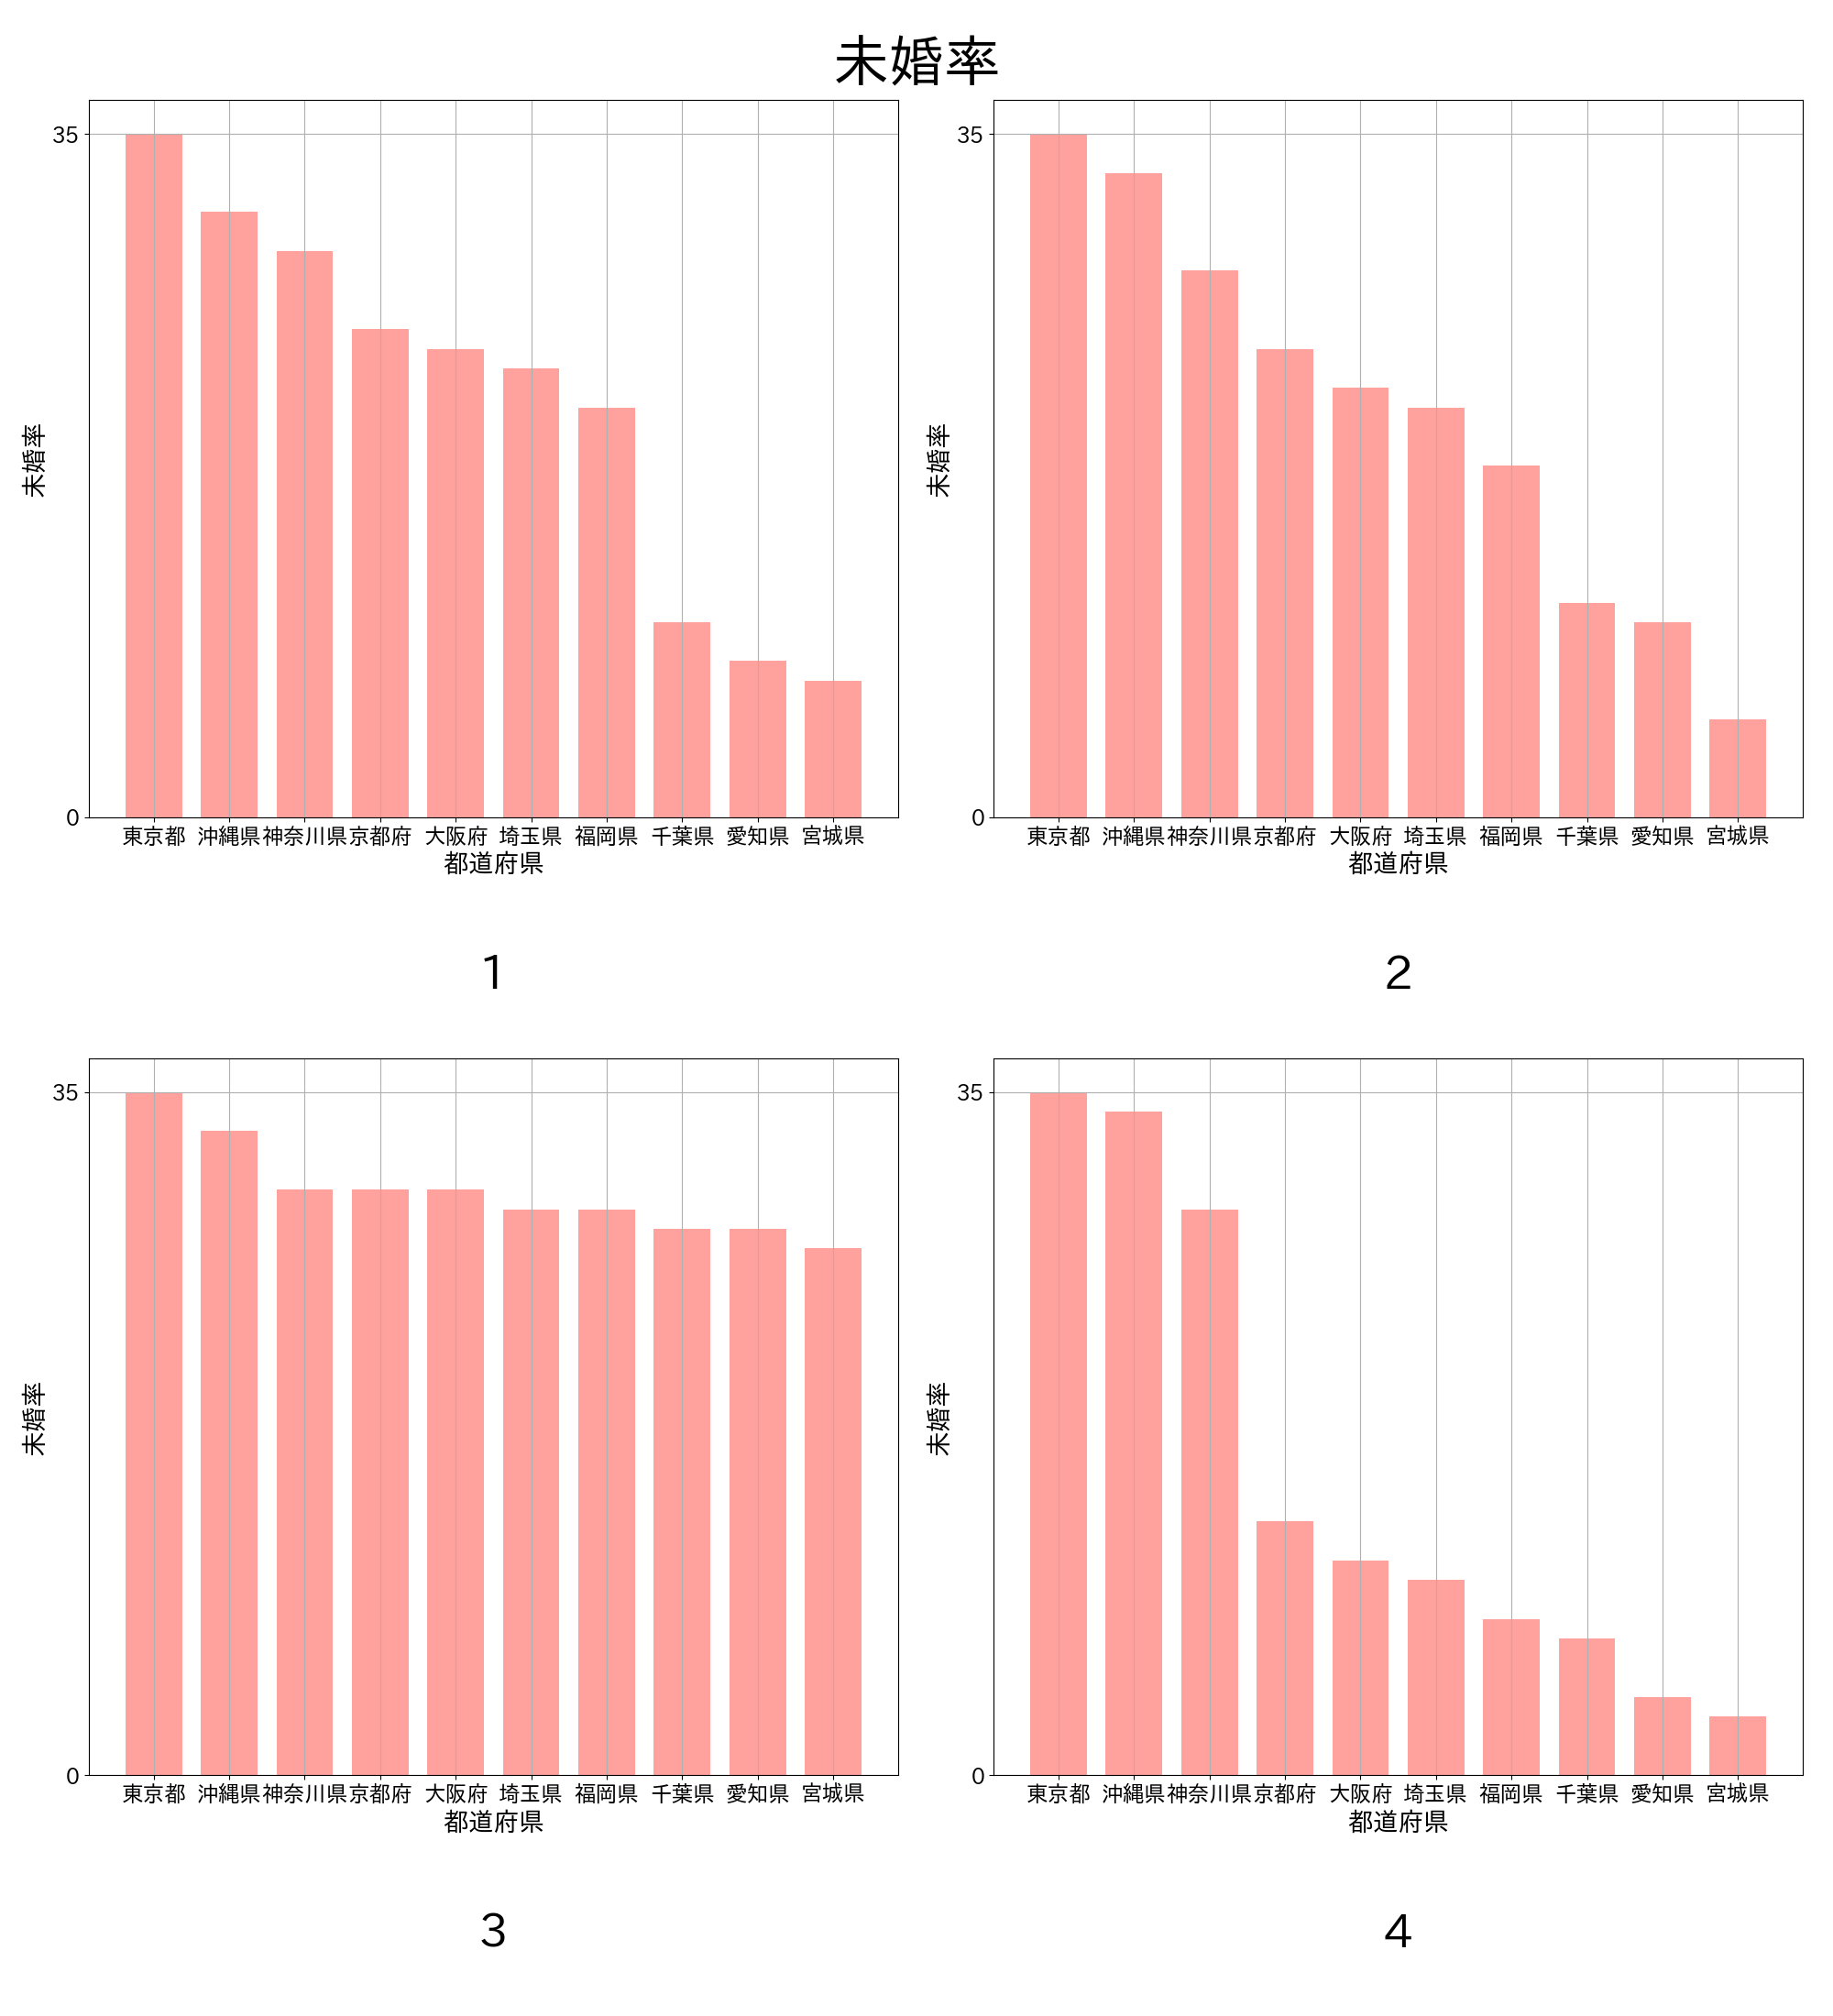 未婚率
35
0
未婚率
東京都 沖縄県 神奈川県 京都府 大阪府 埼玉県 福岡県 千葉県 愛知県 宮城県
都道府県
1
35
0
未婚率
東京都 沖縄県 神奈川県 京都府 大阪府 埼玉県 福岡県 千葉県 愛知県 宮城県
都道府県
2
35
0
未婚率
東京都 沖縄県 神奈川県 京都府 大阪府 埼玉県 福岡県 千葉県 愛知県 宮城県
都道府県
3
35
0
未婚率
東京都 沖縄県 神奈川県 京都府 大阪府 埼玉県 福岡県 千葉県 愛知県 宮城県
都道府県
4